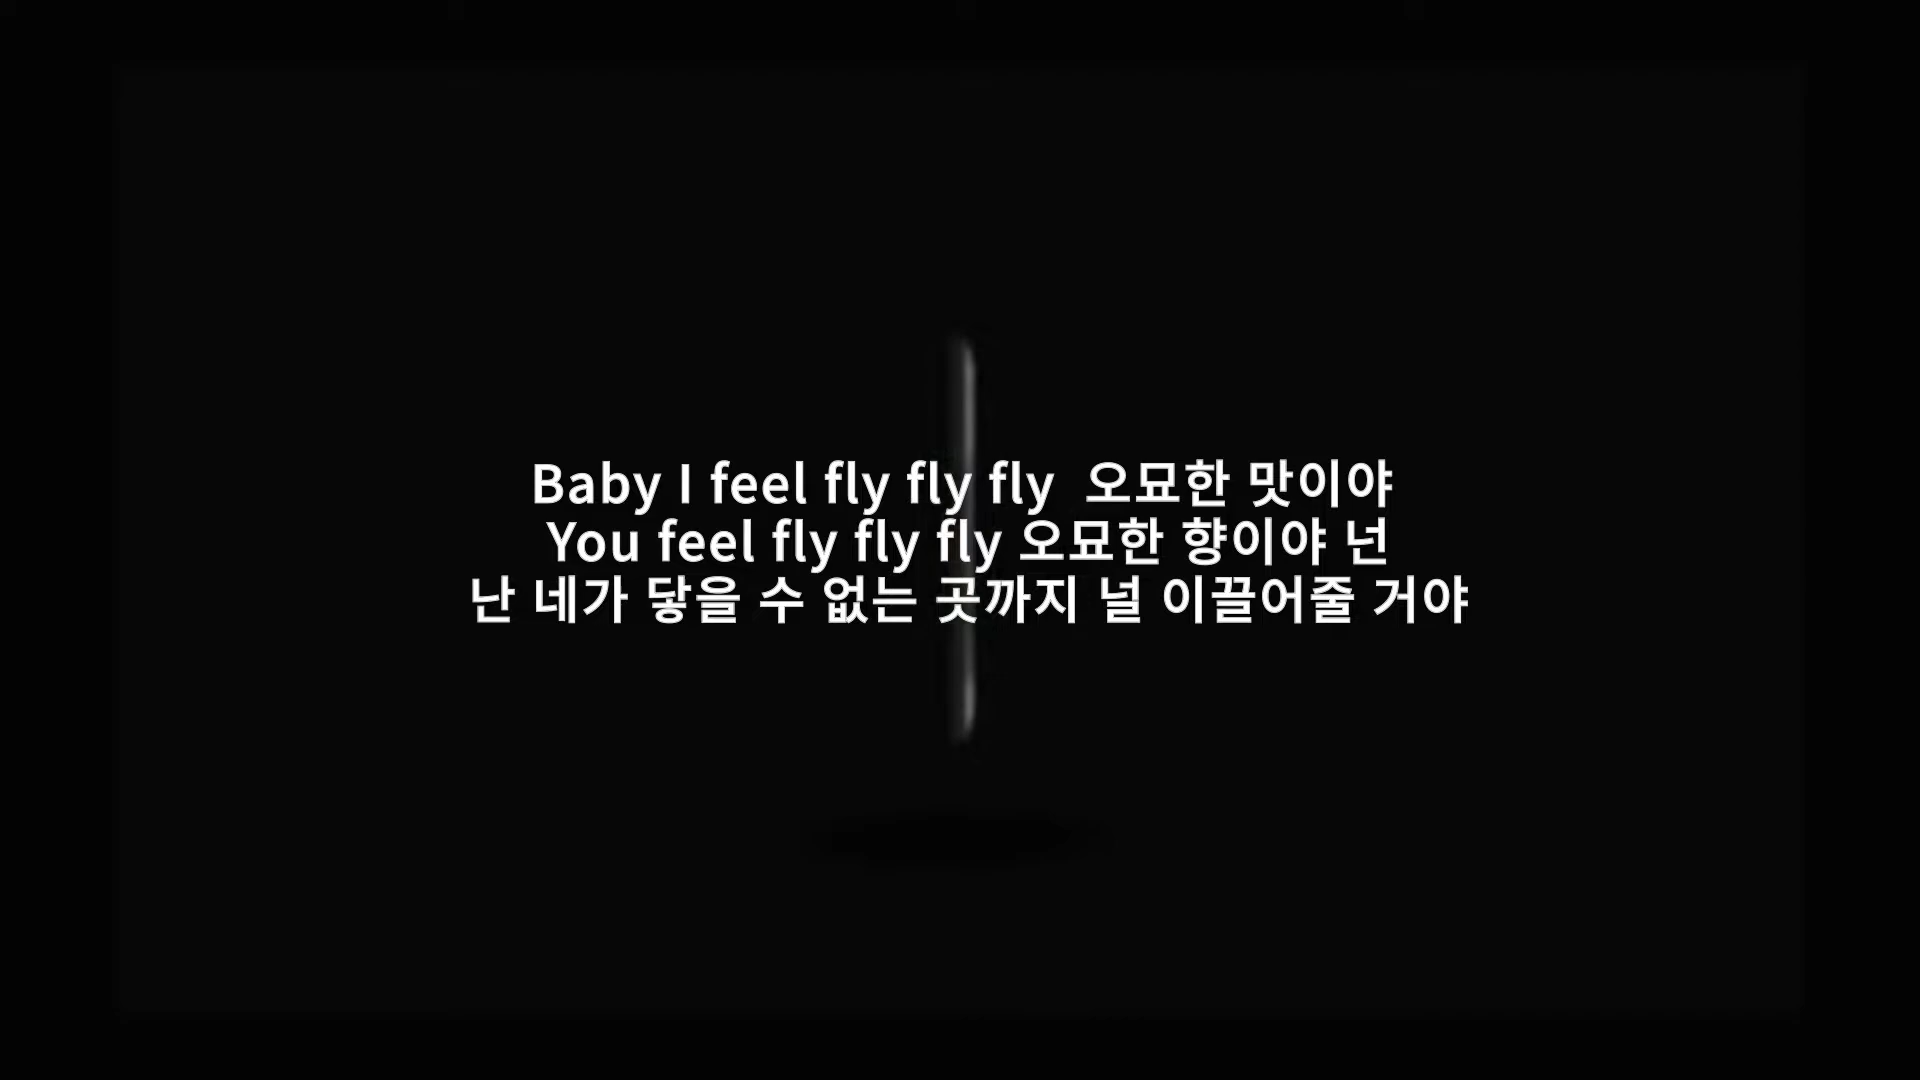 Baby I feel fly fly fly  오묘한 맛이야
You feel fly fly fly 오묘한 향이야 넌
난 네가 닿을 수 없는 곳까지 널 이끌어줄 거야